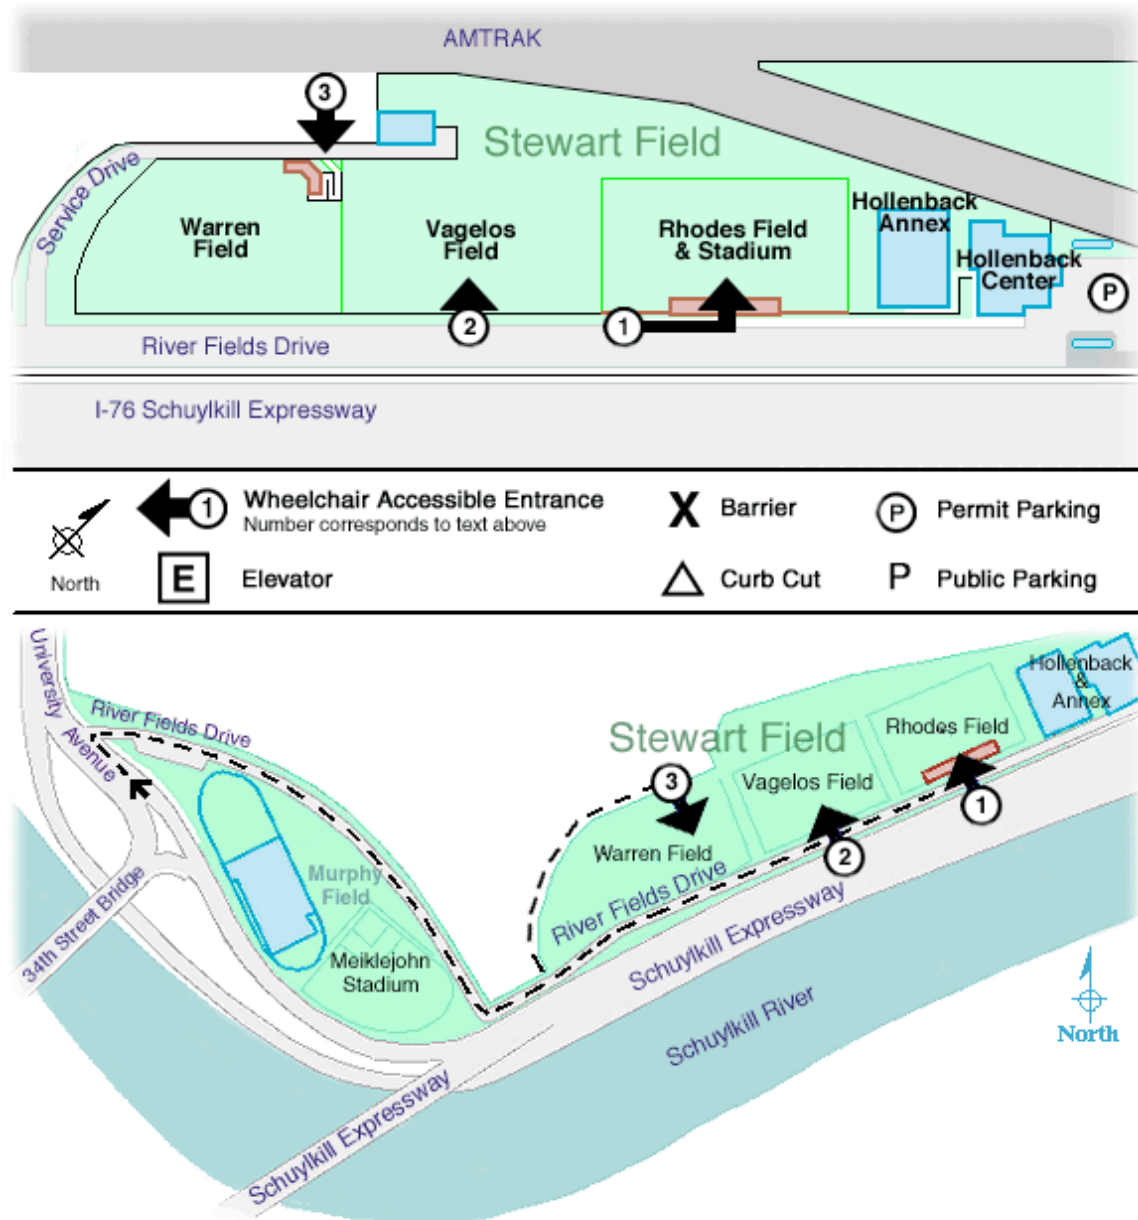 AMTRAK
3
Stewart Field
Service Drive
Warren
Field
Vagelos
Field
Rhodes Field
& Stadium
Hollenback
Annex
Hollenback
Center
P
2
1
River Fields Drive
I-76 Schuylkill Expressway
North
1
Wheelchair Accessible Entrance
Number corresponds to text above
E
Elevator
X
Barrier
Curb Cut
P
Permit Parking
P
Public Parking
University
Avenue
River Fields Drive
Stewart Field
Hollenback
&
Annex
Rhodes Field
Vagelos Field
3
1
2
Warren Field
River Fields Drive
Murphy
Field
Meiklejohn
Stadium
34th Street Bridge
Schuylkill Expressway
Schuylkill River
North
Schuylkill Expressway